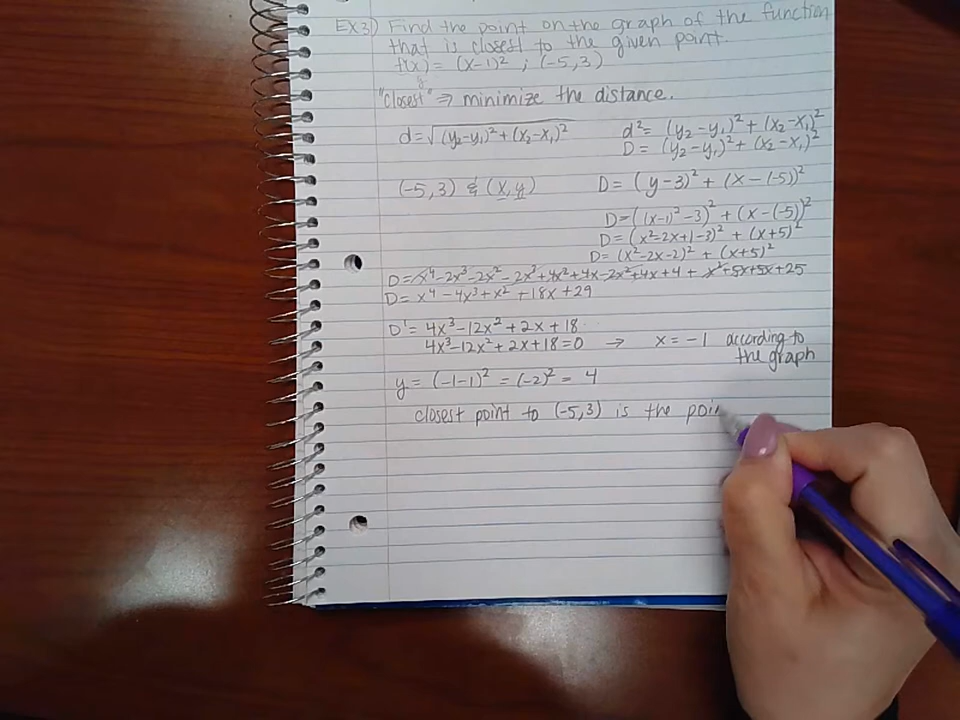 EX 3) Find the point on the graph of the function
that is closest to the given point.
f(x) = (x-1)² ; (-5,3)
y
"closest" ⇒ minimize the distance.
d = √(y₂-y₁)² + (x₂-x₁)²
d² = (y₂-y₁)² + (x₂-x₁)²
D = (y₂-y₁)² + (x₂-x₁)²
(-5,3) & (x,y)
D = (y-3)² + (x-(-5))²
D = ((x-1)²-3)² + (x-(-5))²
D = (x²-2x+1-3)² + (x+5)²
D = (x²-2x-2)² + (x+5)²
D = x⁴-2x³-2x²-2x³+4x²+4x-2x²+4x+4 + x²+5x+5x+25
D = x⁴-4x³+x²+18x+29
D' = 4x³-12x²+2x+18
4x³-12x²+2x+18=0 → x = -1 according to
the graph
y = (-1-1)² = (-2)² = 4
closest point to (-5,3) is the poin